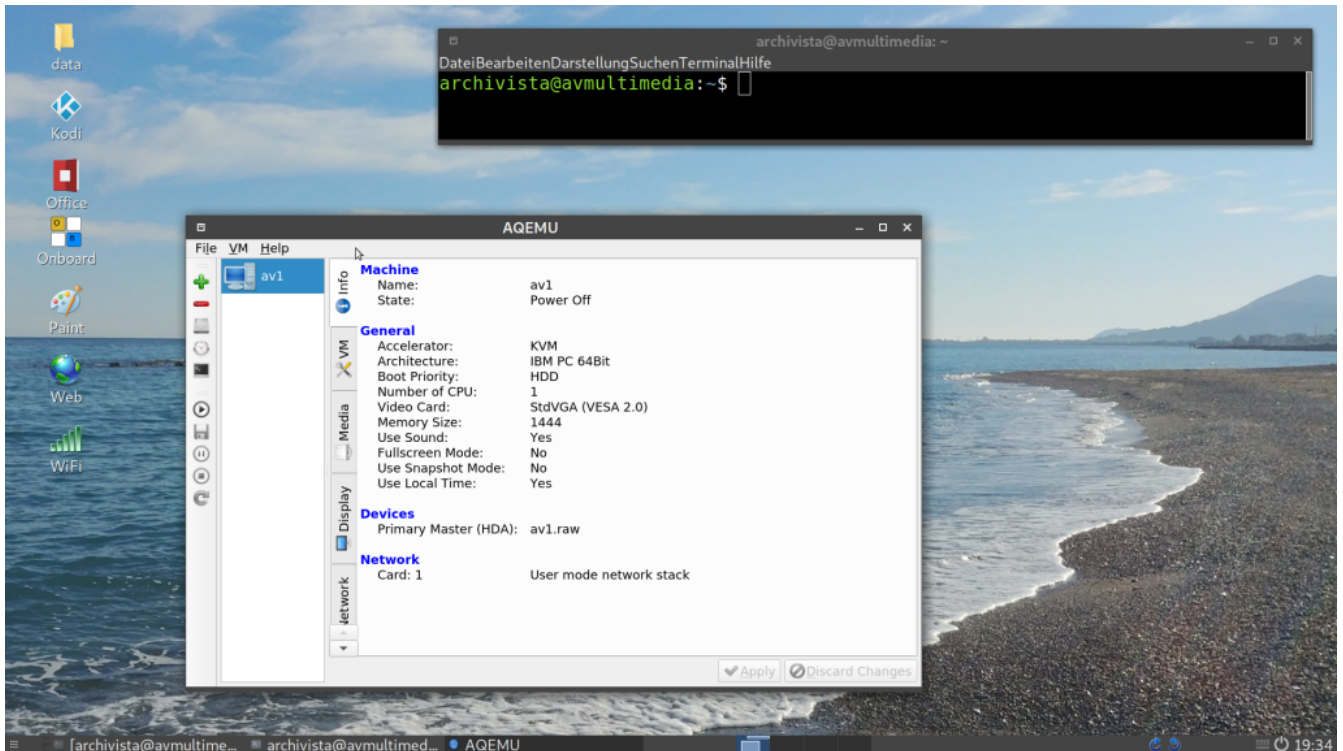 data
Kodi
Office
Onboard
Paint
Web
WiFi
archivista@avmultimedia: ~
DateiBearbeitenDarstellungSuchenTerminalHilfe
archivista@avmultimedia:~$
AQEMU
File VM Help
av1
Info
VM
Media
Display
Network
Machine
Name: av1
State: Power Off
General
Accelerator: KVM
Architecture: IBM PC 64Bit
Boot Priority: HDD
Number of CPU: 1
Video Card: StdVGA (VESA 2.0)
Memory Size: 1444
Use Sound: Yes
Fullscreen Mode: No
Use Snapshot Mode: No
Use Local Time: Yes
Devices
Primary Master (HDA): av1.raw
Network
Card: 1 User mode network stack
Apply Discard Changes
[archivista@avmultime... archivista@avmultimed... AQEMU 19:34